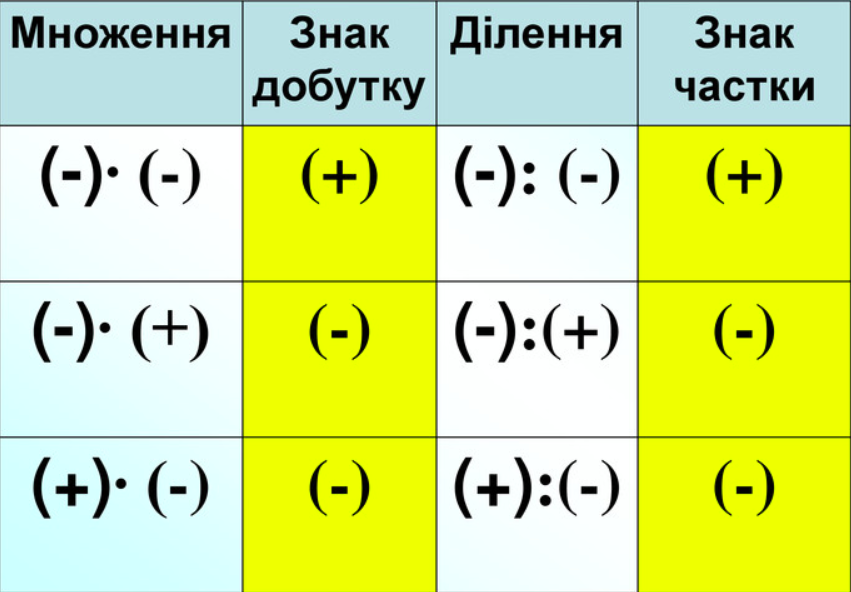 Множення Знак добутку Ділення Знак частки
(-)· (-) (+) (-): (-) (+)
(-)· (+) (-) (-):(+) (-)
(+)· (-) (-) (+):(-) (-)